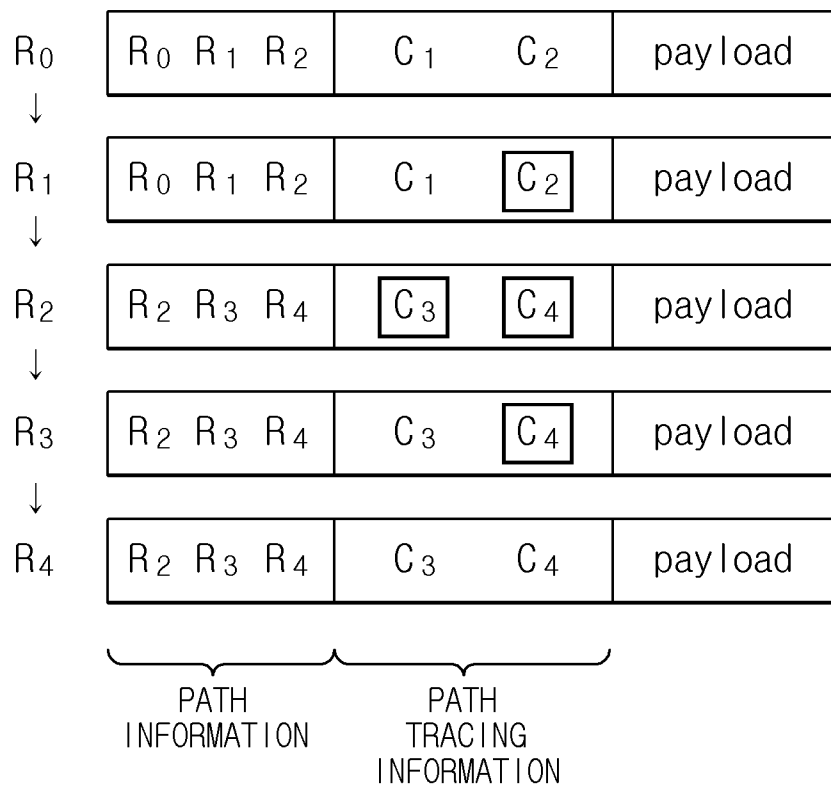 R0 R0 R1 R2 C1 C2 payload
↓
R1 R0 R1 R2 C1 C2 payload
↓
R2 R2 R3 R4 C3 C4 payload
↓
R3 R2 R3 R4 C3 C4 payload
↓
R4 R2 R3 R4 C3 C4 payload
PATH
INFORMATION
PATH
TRACING
INFORMATION